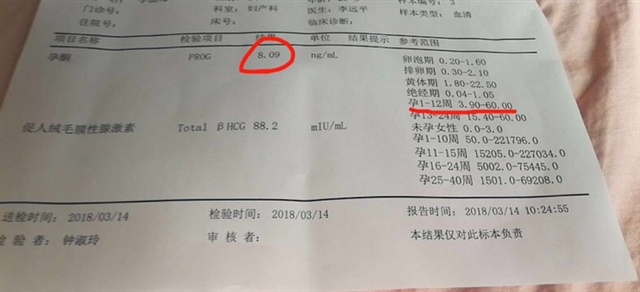 样本编号: 3
门诊号:
科室: 妇产科
医生: 李远平
样本类型: 血清
住院号:
床号:
临床诊断:
项目名称 检验项目 结果 单位 结果提示 参考范围
孕酮 PROG 8.09 ng/mL 卵泡期 0.20-1.60
排卵期 0.30-2.10
黄体期 1.80-22.50
绝经期 0.04-1.05
孕1-12周 3.90-60.00
孕13-24周 15.40-60.00
促人绒毛膜性腺激素 Total βHCG 88.2 mIU/mL 未孕女性 0.0-3.0
孕1-10周 50.0-221796.0
孕11-15周 15205.0-227034.0
孕16-24周 5002.0-75445.0
孕25-40周 1501.0-69208.0
送检时间: 2018/03/14 检验时间: 2018/03/14 报告时间: 2018/03/14 10:24:55
检 验 者: 钟淑玲 审 核 者: 本结果仅对此标本负责